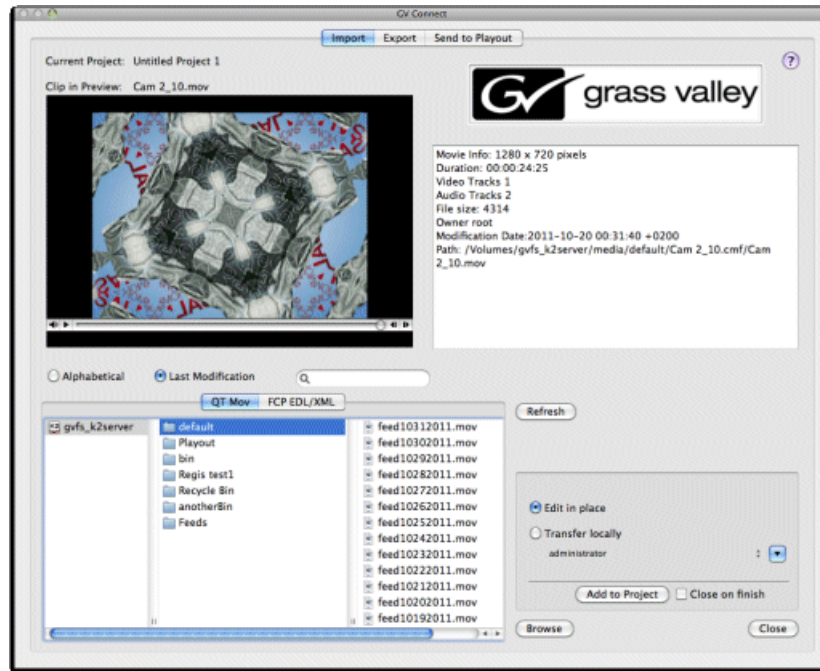 GV Connect
Import Export Send to Playout
Current Project: Untitled Project 1
?
Clip in Preview: Cam 2_10.mov
GV grass valley
Movie Info: 1280 x 720 pixels
Duration: 00:00:24:25
Video Tracks 1
Audio Tracks 2
File size: 4314
Owner root
Modification Date:2011-10-20 00:31:40 +0200
Path: /Volumes/gvfs_k2server/media/default/Cam 2_10.cmf/Cam
2_10.mov
Alphabetical Last Modification
QT Mov FCP EDL/XML
Refresh
gvfs_k2server default feed10312011.mov
Playout feed10302011.mov
bin feed10292011.mov
Regis test1 feed10282011.mov
Recycle Bin feed10272011.mov
anotherBin feed10262011.mov
Feeds feed10252011.mov
feed10242011.mov
feed10232011.mov
feed10222011.mov
feed10212011.mov
feed10202011.mov
feed10192011.mov
Edit in place
Transfer locally
administrator
Add to Project Close on finish
Browse Close